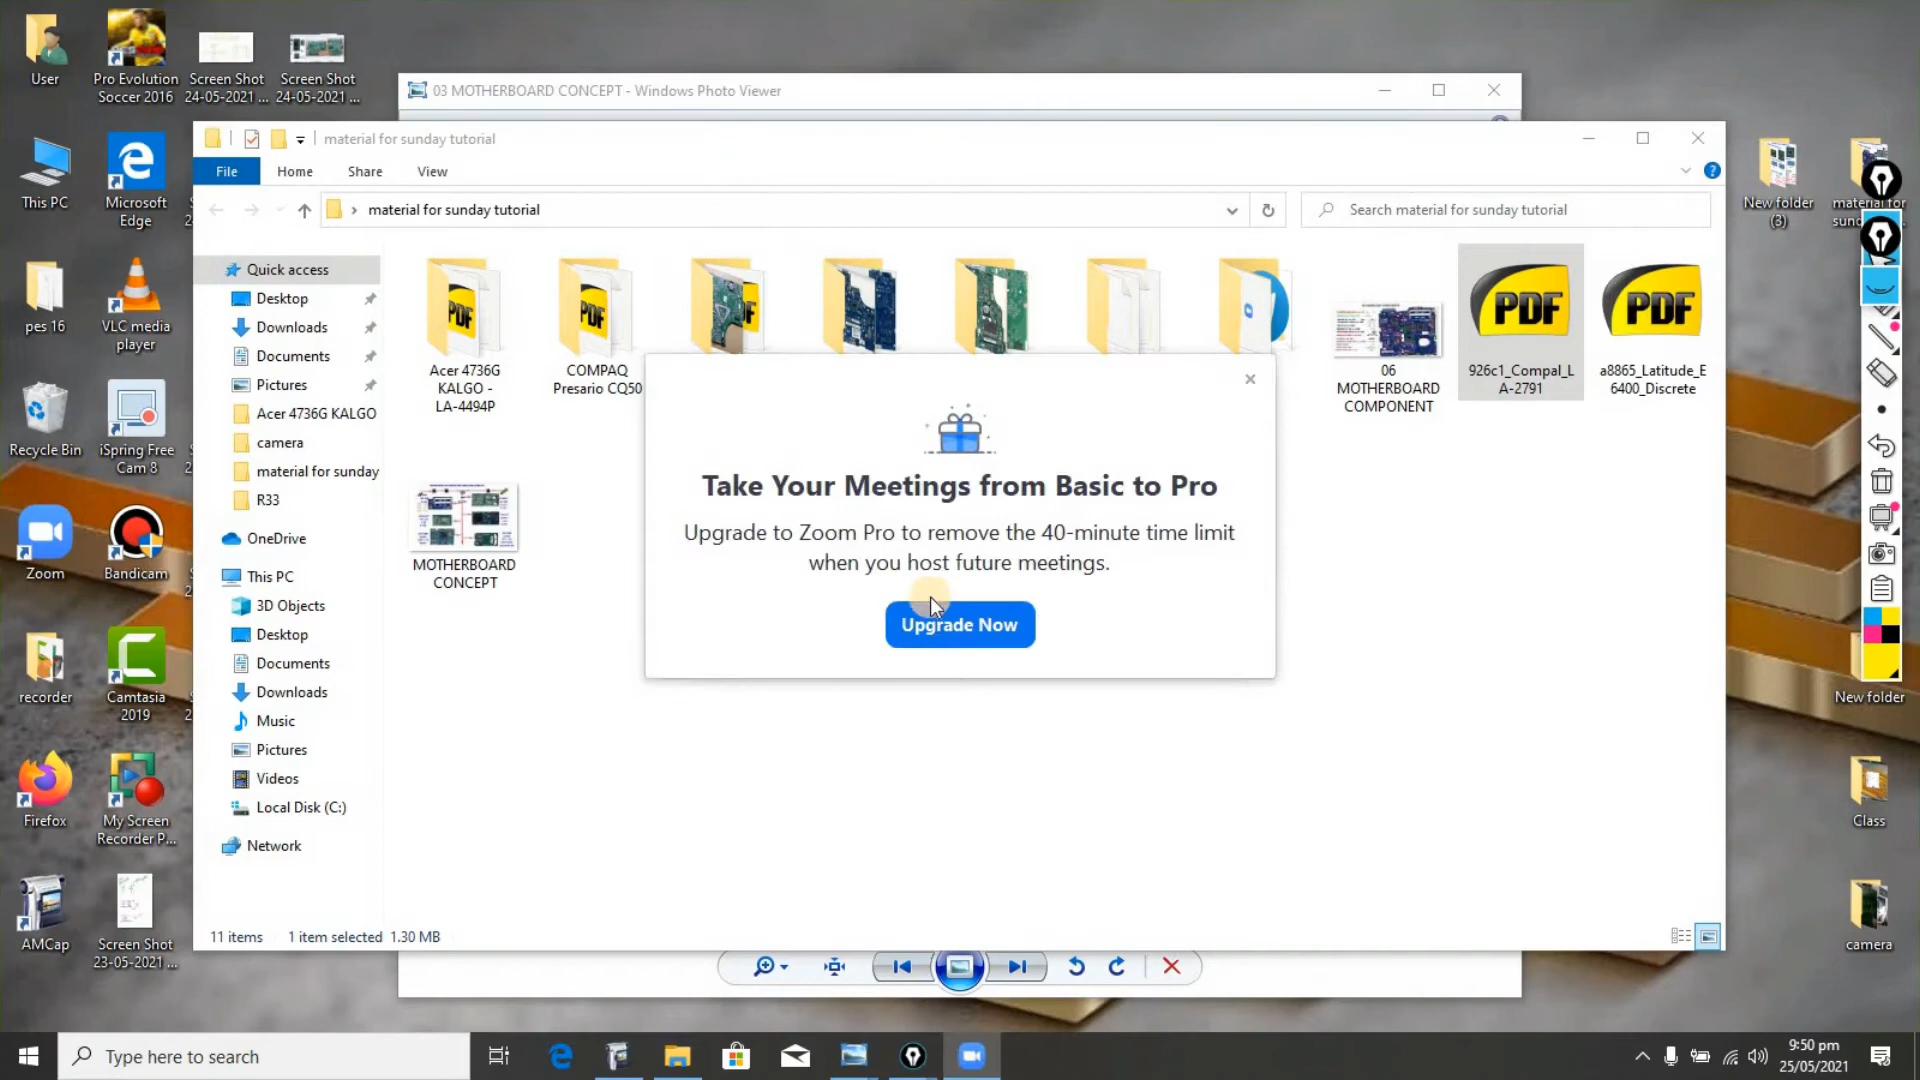 User
Pro Evolution
Soccer 2016
Screen Shot
24-05-2021 ...
Screen Shot
24-05-2021 ...
03 MOTHERBOARD CONCEPT - Windows Photo Viewer
material for sunday tutorial
File
Home
Share
View
material for sunday tutorial
Search material for sunday tutorial
This PC
Microsoft
Edge
New folder
(3)
material for
Quick access
Desktop
Downloads
Documents
Pictures
Acer 4736G KALGO
camera
material for sunday
R33
OneDrive
This PC
3D Objects
Desktop
Documents
Downloads
Music
Pictures
Videos
Local Disk (C:)
Network
PDF
PDF
PDF
PDF
Acer 4736G
KALGO -
LA-4494P
COMPAQ
Presario CQ50
06
MOTHERBOARD
COMPONENT
926c1_Compal_L
A-2791
a8865_Latitude_E
6400_Discrete
MOTHERBOARD
CONCEPT
Take Your Meetings from Basic to Pro
Upgrade to Zoom Pro to remove the 40-minute time limit
when you host future meetings.
Upgrade Now
pes 16
VLC media
player
Recycle Bin
iSpring Free
Cam 8
Zoom
Bandicam
recorder
Camtasia
2019
New folder
Firefox
My Screen
Recorder P...
Class
AMCap
Screen Shot
23-05-2021 ...
camera
11 items
1 item selected
1.30 MB
Type here to search
9:50 pm
25/05/2021